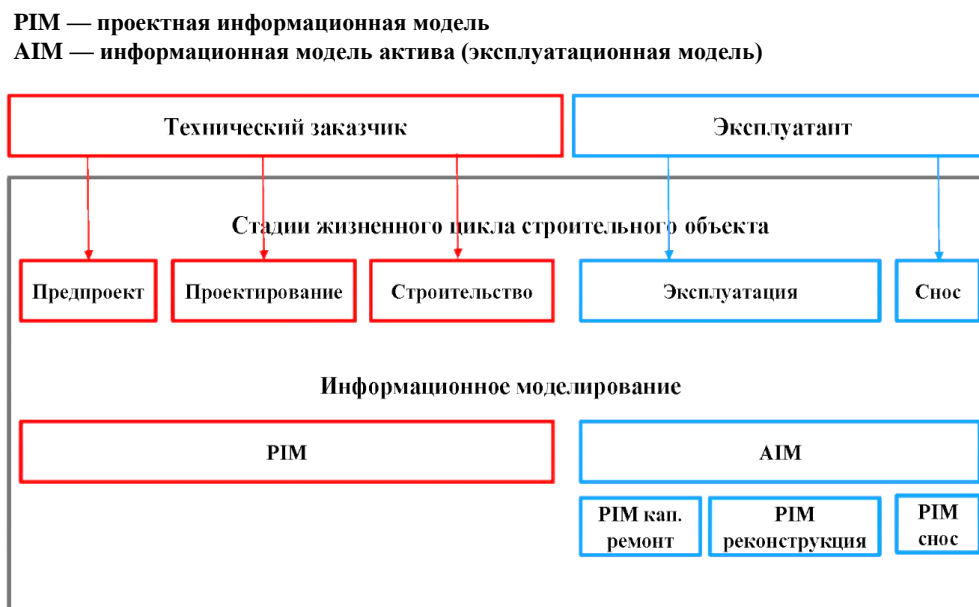 PIM — проектная информационная модель
AIM — информационная модель актива (эксплуатационная модель)
Технический заказчик
Эксплуатант
Стадии жизненного цикла строительного объекта
Предпроект
Проектирование
Строительство
Эксплуатация
Снос
Информационное моделирование
PIM
AIM
PIM кап.
ремонт
PIM
реконструкция
PIM
снос